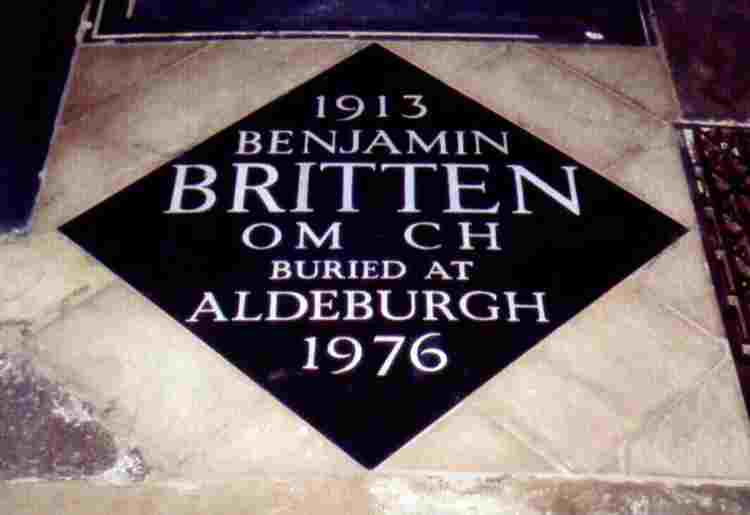 1913
BENJAMIN
BRITTEN
OM CH
BURIED AT
ALDEBURGH
1976